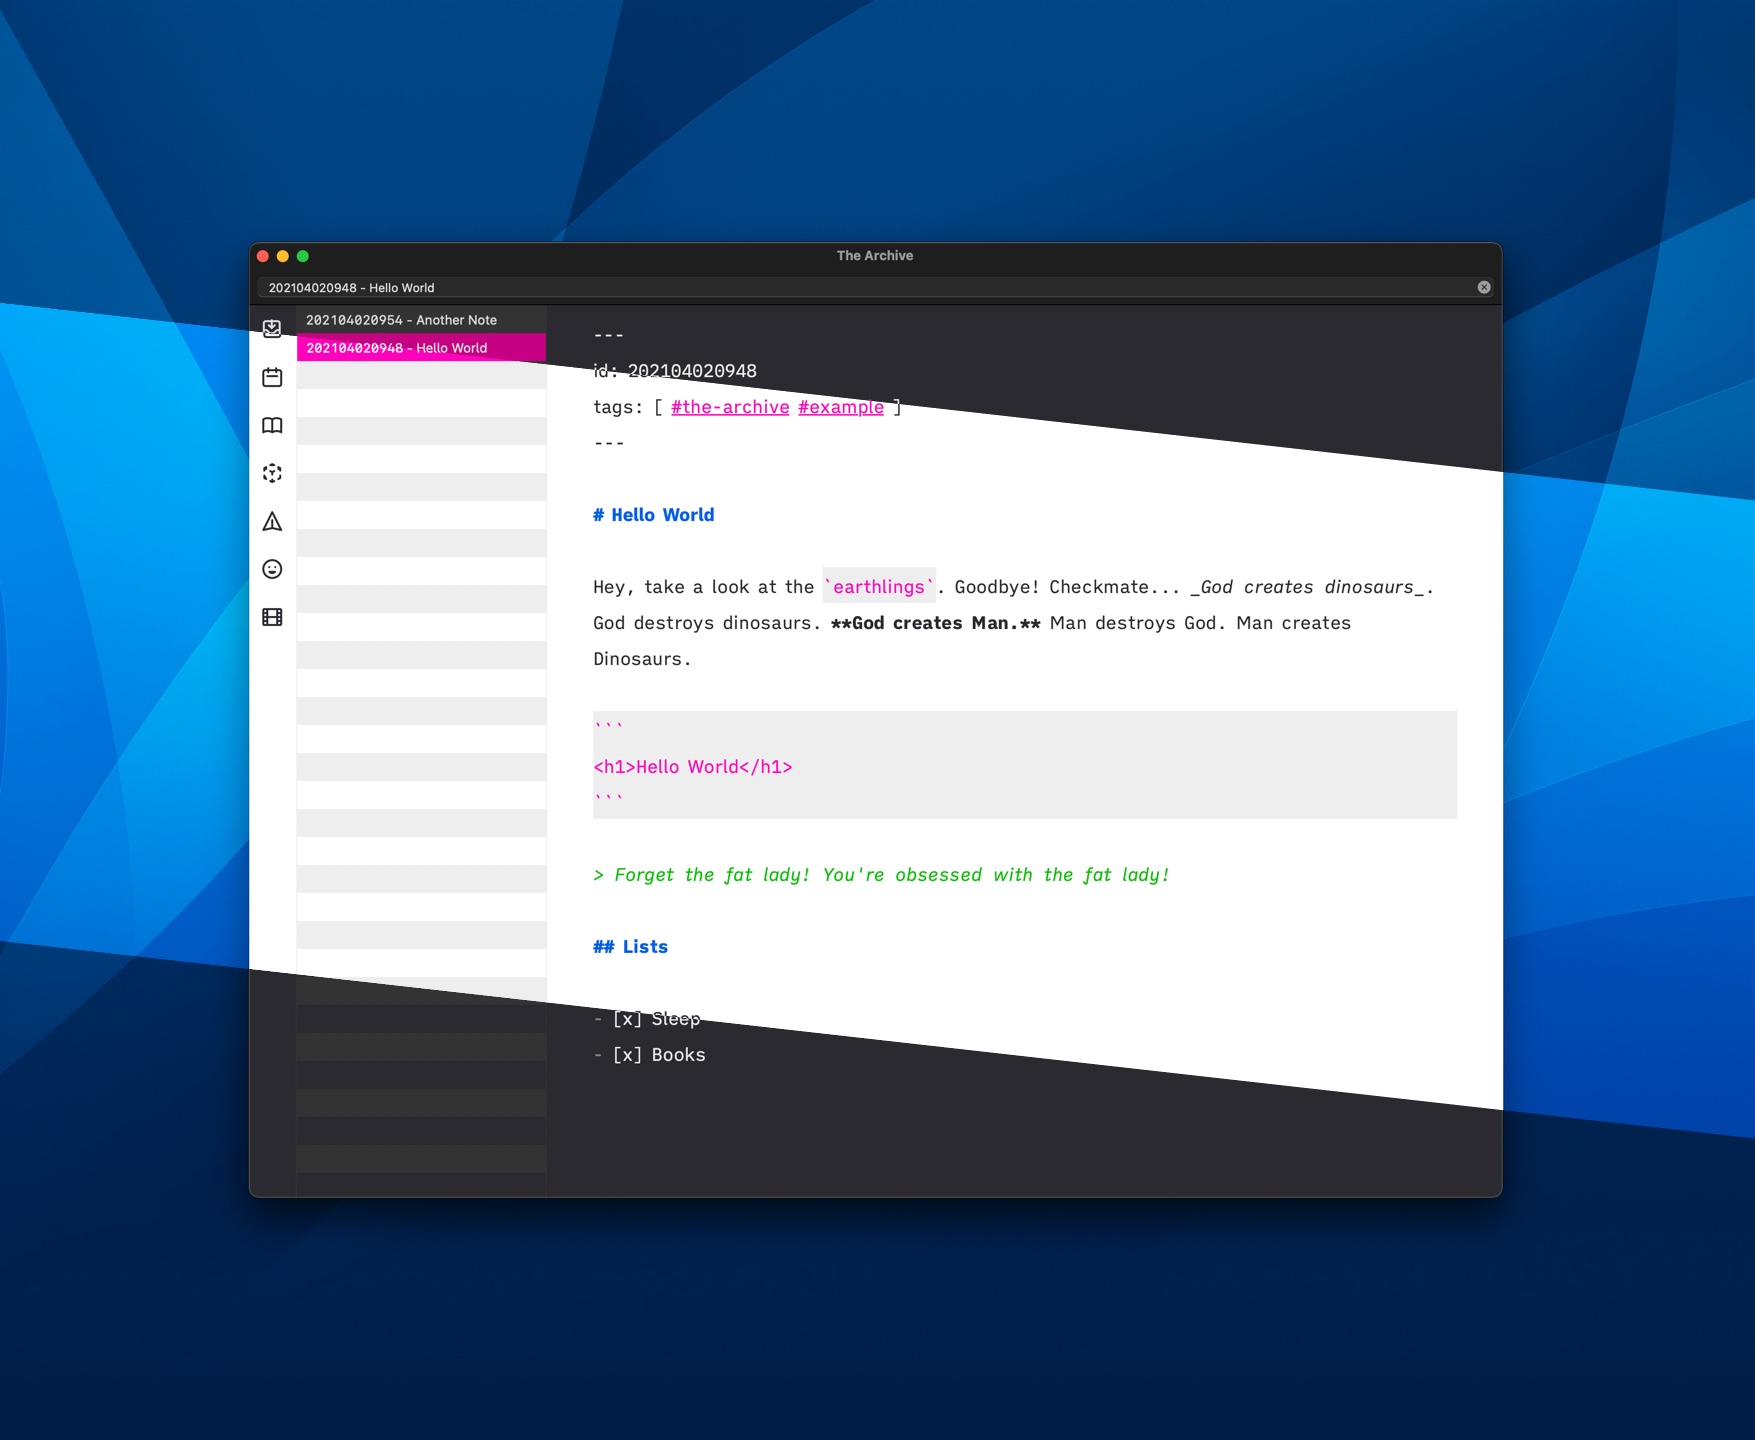 The Archive
202104020948 - Hello World
202104020954 - Another Note
202104020948 - Hello World
---
id: 202104020948
tags: [ #the-archive #example ]
---
# Hello World
Hey, take a look at the `earthlings`. Goodbye! Checkmate... _God creates dinosaurs_.
God destroys dinosaurs. **God creates Man.** Man destroys God. Man creates
Dinosaurs.
```
<h1>Hello World</h1>
```
> Forget the fat lady! You're obsessed with the fat lady!
## Lists
- [x] Sleep
- [x] Books